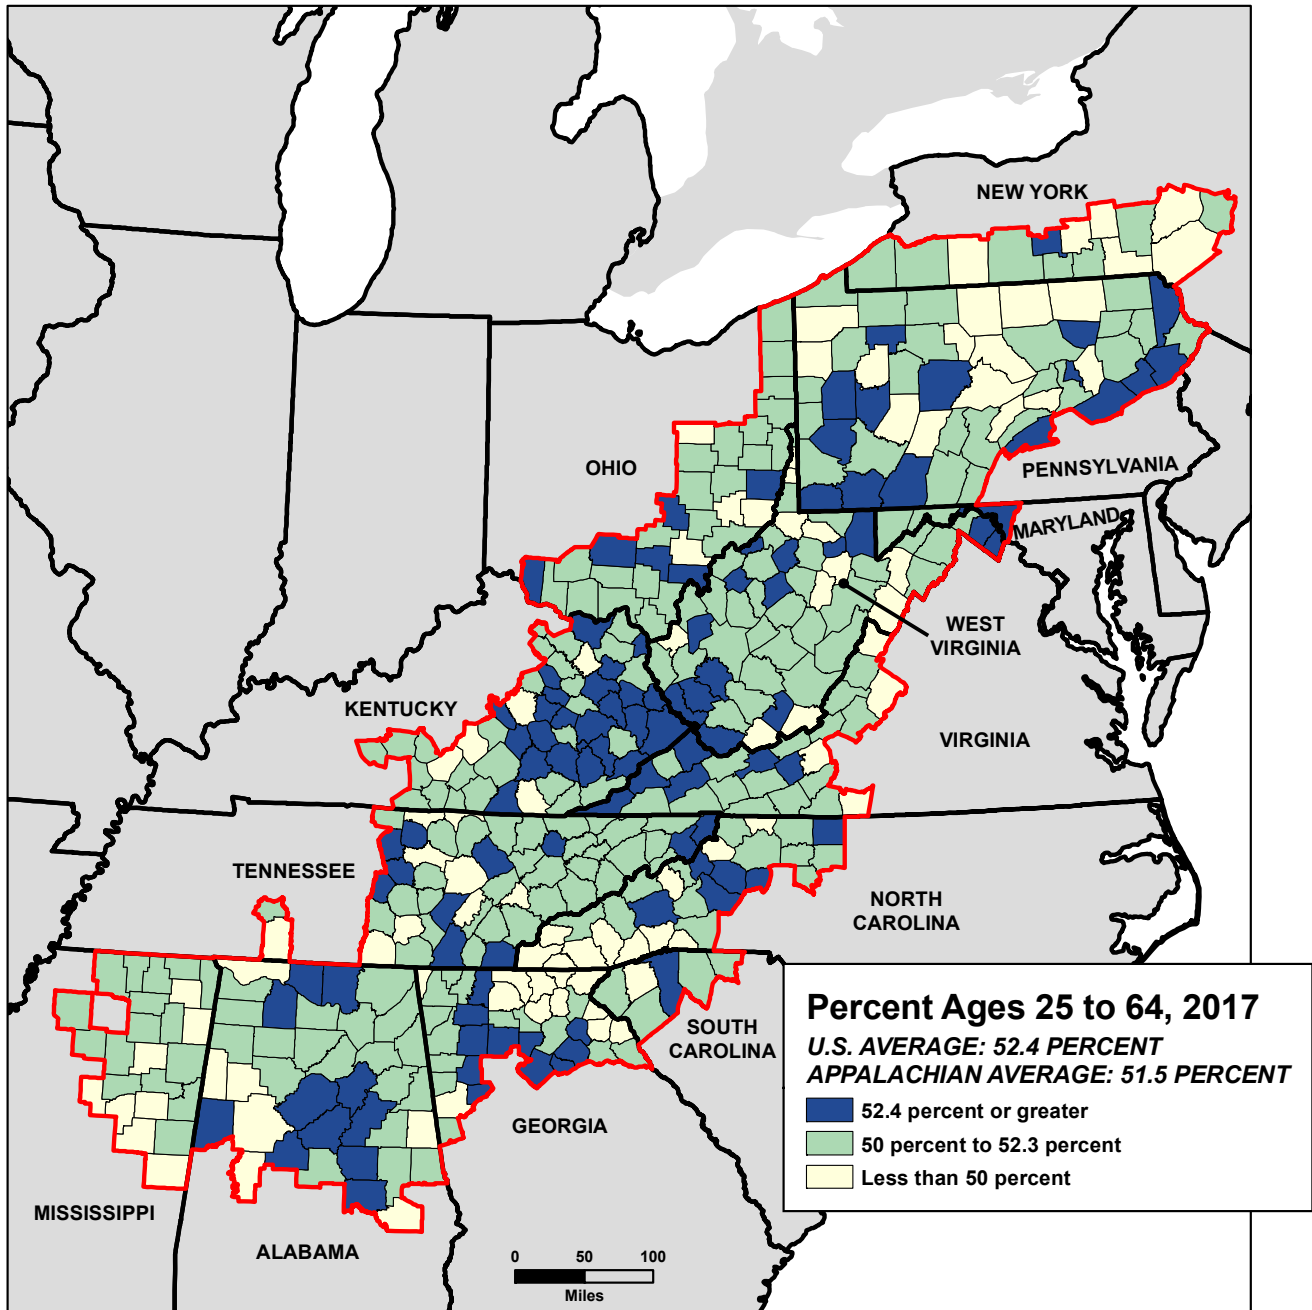 NEW YORK
OHIO
PENNSYLVANIA
MARYLAND
WEST
VIRGINIA
KENTUCKY
VIRGINIA
TENNESSEE
NORTH
CAROLINA
SOUTH
CAROLINA
GEORGIA
MISSISSIPPI
ALABAMA
Percent Ages 25 to 64, 2017
U.S. AVERAGE: 52.4 PERCENT
APPALACHIAN AVERAGE: 51.5 PERCENT
52.4 percent or greater
50 percent to 52.3 percent
Less than 50 percent
0 50 100
Miles